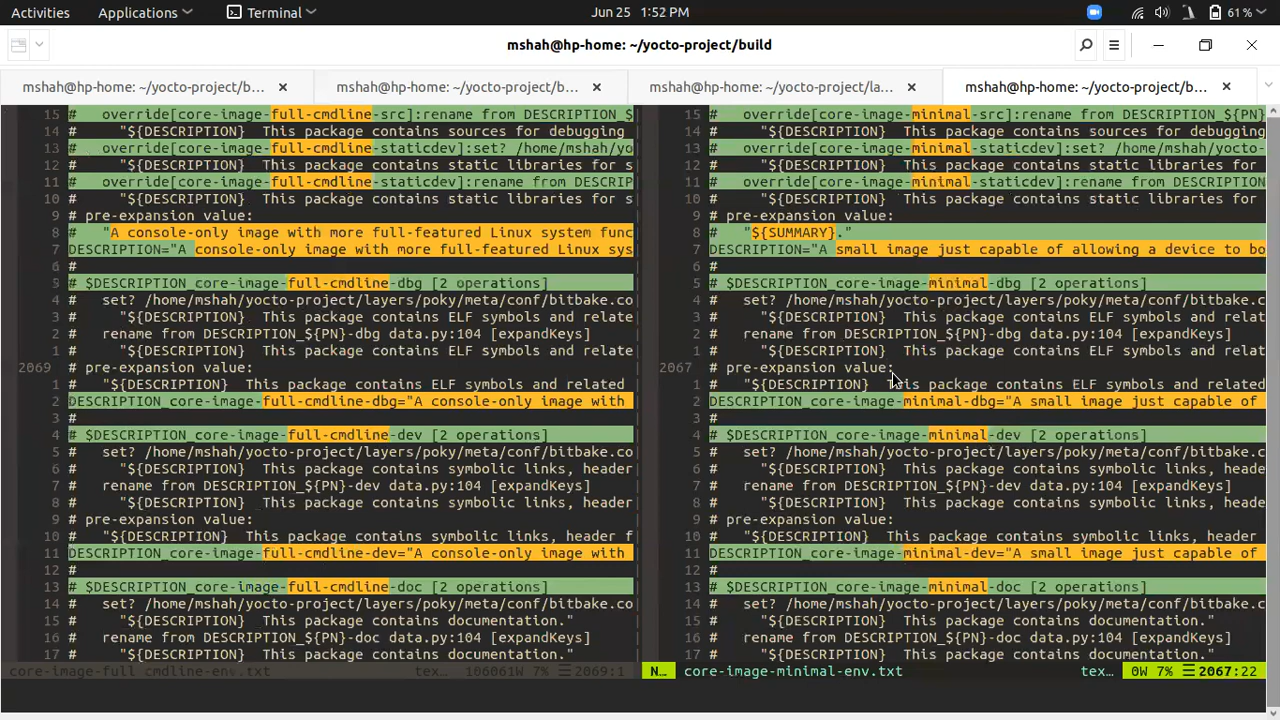 Activities Applications Terminal Jun 25 1:52 PM 61 %
mshah@hp-home: ~/yocto-project/build
mshah@hp-home: ~/yocto-project/b... mshah@hp-home: ~/yocto-project/b... mshah@hp-home: ~/yocto-project/la... mshah@hp-home: ~/yocto-project/b...
15 #   override[core-image-full-cmdline-src]:rename from DESCRIPTION_
14 #     "${DESCRIPTION}  This package contains sources for debugging
13 #   override[core-image-full-cmdline-staticdev]:set? /home/mshah/yo
12 #     "${DESCRIPTION}  This package contains static libraries for s
11 #   override[core-image-full-cmdline-staticdev]:rename from DESCRIP
10 #     "${DESCRIPTION}  This package contains static libraries for s
9 # pre-expansion value:
8 #   "A console-only image with more full-featured Linux system func
7 DESCRIPTION="A console-only image with more full-featured Linux sys
6 #
5 # $DESCRIPTION_core-image-full-cmdline-dbg [2 operations]
4 #   set? /home/mshah/yocto-project/layers/poky/meta/conf/bitbake.co
3 #     "${DESCRIPTION}  This package contains ELF symbols and relate
2 #   rename from DESCRIPTION_${PN}-dbg data.py:104 [expandKeys]
1 #     "${DESCRIPTION}  This package contains ELF symbols and relate
2069 # pre-expansion value:
1 #   "${DESCRIPTION}  This package contains ELF symbols and related
2 DESCRIPTION_core-image-full-cmdline-dbg="A console-only image with
3 #
4 # $DESCRIPTION_core-image-full-cmdline-dev [2 operations]
5 #   set? /home/mshah/yocto-project/layers/poky/meta/conf/bitbake.co
6 #     "${DESCRIPTION}  This package contains symbolic links, header
7 #   rename from DESCRIPTION_${PN}-dev data.py:104 [expandKeys]
8 #     "${DESCRIPTION}  This package contains symbolic links, header
9 # pre-expansion value:
10 #   "${DESCRIPTION}  This package contains symbolic links, header f
11 DESCRIPTION_core-image-full-cmdline-dev="A console-only image with
12 #
13 # $DESCRIPTION_core-image-full-cmdline-doc [2 operations]
14 #   set? /home/mshah/yocto-project/layers/poky/meta/conf/bitbake.co
15 #     "${DESCRIPTION}  This package contains documentation."
16 #   rename from DESCRIPTION_${PN}-doc data.py:104 [expandKeys]
17 #     "${DESCRIPTION}  This package contains documentation."
core-image-full_cmdline-env.txt tex… 106061W 7% ☰2069:1
15 #   override[core-image-minimal-src]:rename from DESCRIPTION_${PN}
14 #     "${DESCRIPTION}  This package contains sources for debugging
13 #   override[core-image-minimal-staticdev]:set? /home/mshah/yocto-
12 #     "${DESCRIPTION}  This package contains static libraries for
11 #   override[core-image-minimal-staticdev]:rename from DESCRIPTION
10 #     "${DESCRIPTION}  This package contains static libraries for
9 # pre-expansion value:
8 #   "${SUMMARY}."
7 DESCRIPTION="A small image just capable of allowing a device to bo
6 #
5 # $DESCRIPTION_core-image-minimal-dbg [2 operations]
4 #   set? /home/mshah/yocto-project/layers/poky/meta/conf/bitbake.c
3 #     "${DESCRIPTION}  This package contains ELF symbols and relat
2 #   rename from DESCRIPTION_${PN}-dbg data.py:104 [expandKeys]
1 #     "${DESCRIPTION}  This package contains ELF symbols and relat
2067 # pre-expansion value:
1 #   "${DESCRIPTION}  This package contains ELF symbols and related
2 DESCRIPTION_core-image-minimal-dbg="A small image just capable of
3 #
4 # $DESCRIPTION_core-image-minimal-dev [2 operations]
5 #   set? /home/mshah/yocto-project/layers/poky/meta/conf/bitbake.c
6 #     "${DESCRIPTION}  This package contains symbolic links, heade
7 #   rename from DESCRIPTION_${PN}-dev data.py:104 [expandKeys]
8 #     "${DESCRIPTION}  This package contains symbolic links, heade
9 # pre-expansion value:
10 #   "${DESCRIPTION}  This package contains symbolic links, header
11 DESCRIPTION_core-image-minimal-dev="A small image just capable of
12 #
13 # $DESCRIPTION_core-image-minimal-doc [2 operations]
14 #   set? /home/mshah/yocto-project/layers/poky/meta/conf/bitbake.c
15 #     "${DESCRIPTION}  This package contains documentation."
16 #   rename from DESCRIPTION_${PN}-doc data.py:104 [expandKeys]
17 #     "${DESCRIPTION}  This package contains documentation."
N… core-image-minimal-env.txt tex… 0W 7% ☰2067:22